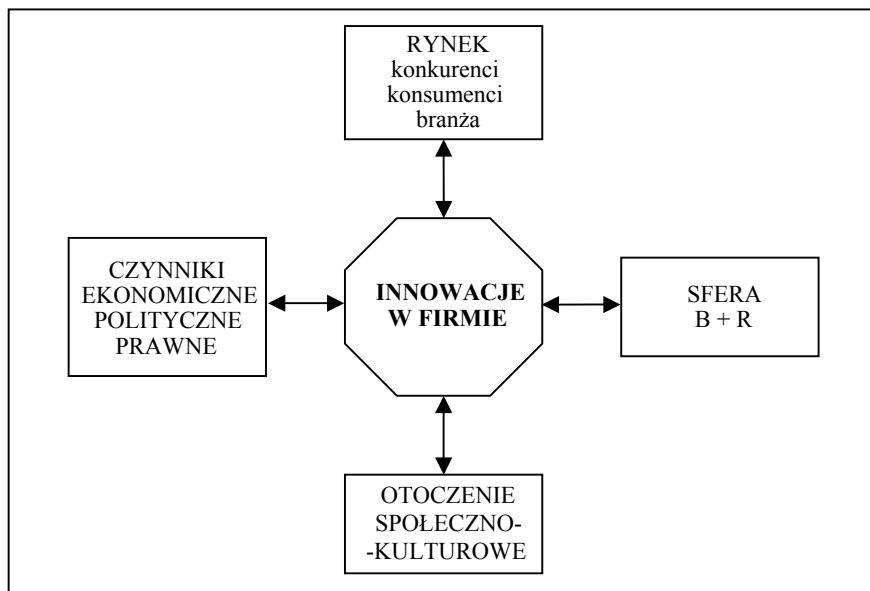 RYNEK
konkurenci
konsumenci
branża
CZYNNIKI
EKONOMICZNE
POLITYCZNE
PRAWNE
INNOWACJE
W FIRMIE
SFERA
B + R
OTOCZENIE
SPOŁECZNO-
-KULTUROWE